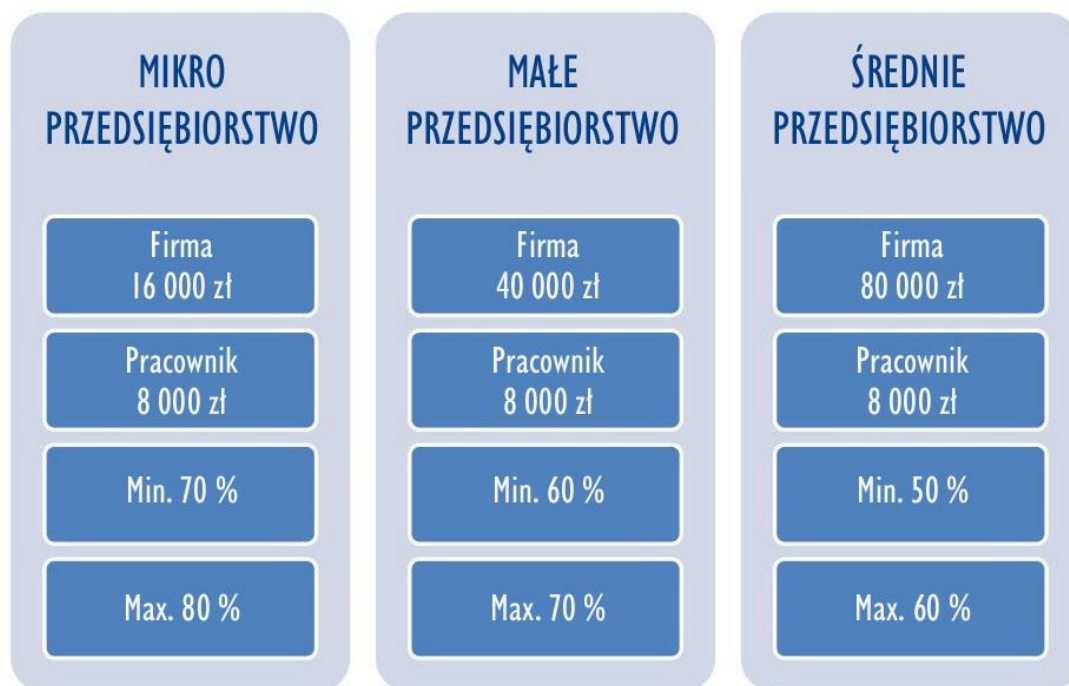 MIKRO
PRZEDSIĘBIORSTWO
Firma
16 000 zł
Pracownik
8 000 zł
Min. 70 %
Max. 80 %
MAŁE
PRZEDSIĘBIORSTWO
Firma
40 000 zł
Pracownik
8 000 zł
Min. 60 %
Max. 70 %
ŚREDNIE
PRZEDSIĘBIORSTWO
Firma
80 000 zł
Pracownik
8 000 zł
Min. 50 %
Max. 60 %